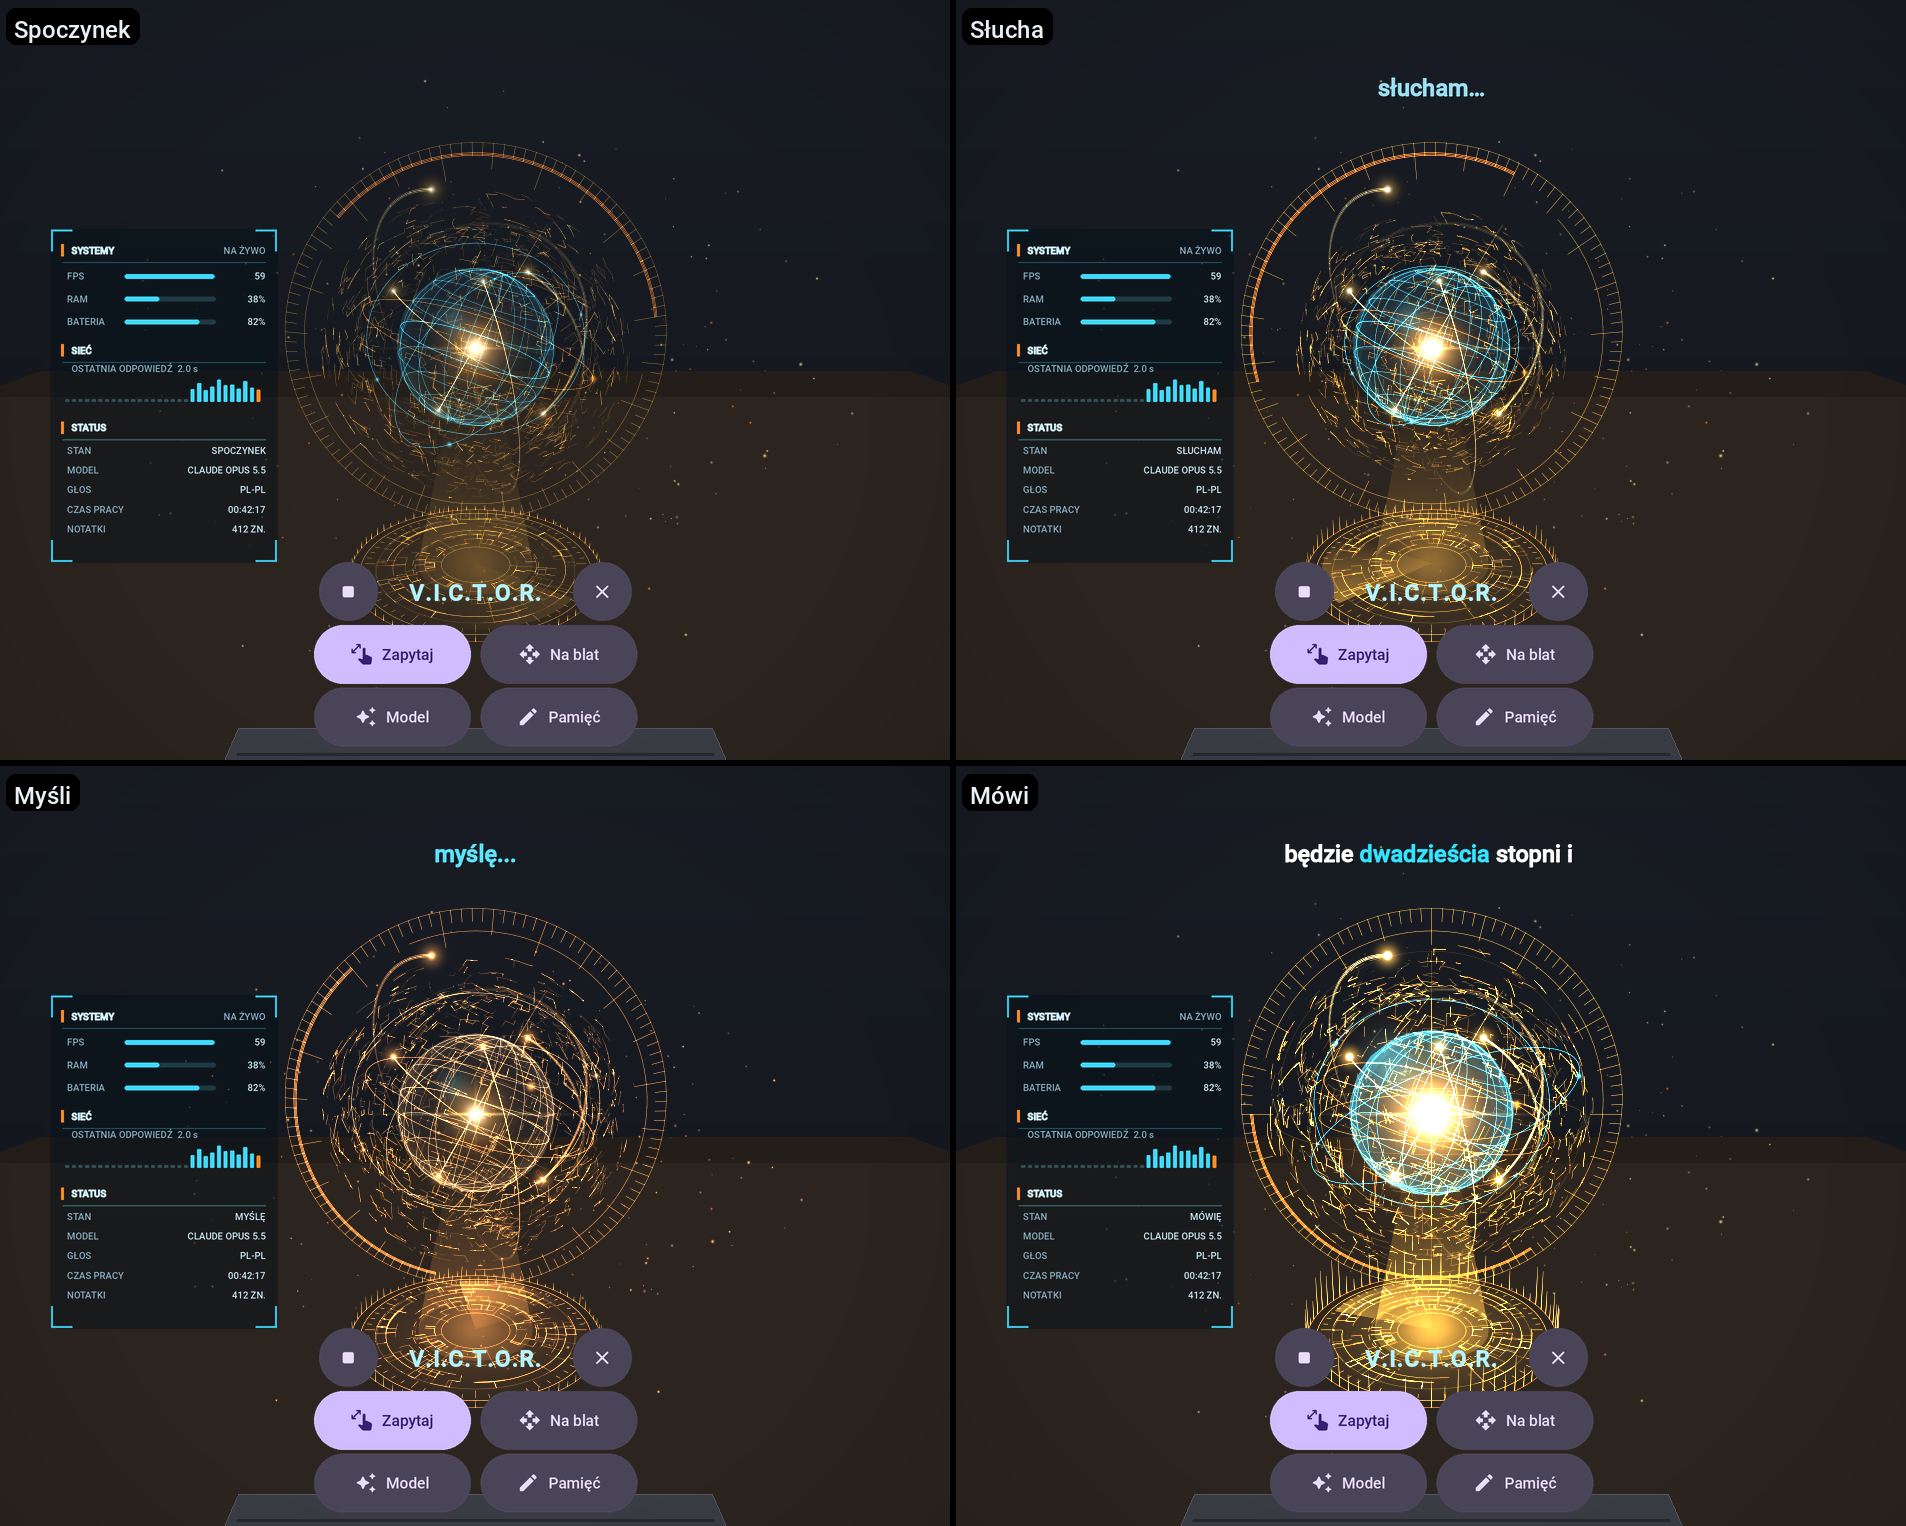 Spoczynek
SYSTEMY NA ŻYWO
FPS 59
RAM 38%
BATERIA 82%
SIEĆ
OSTATNIA ODPOWIEDŹ 2.0 s
STATUS
STAN SPOCZYNEK
MODEL CLAUDE OPUS 5.5
GŁOS PL-PL
CZAS PRACY 00:42:17
NOTATKI 412 ZN.
V.I.C.T.O.R.
Zapytaj Na blat
Model Pamięć
Słucha
słucham...
SYSTEMY NA ŻYWO
FPS 59
RAM 38%
BATERIA 82%
SIEĆ
OSTATNIA ODPOWIEDŹ 2.0 s
STATUS
STAN SŁUCHAM
MODEL CLAUDE OPUS 5.5
GŁOS PL-PL
CZAS PRACY 00:42:17
NOTATKI 412 ZN.
V.I.C.T.O.R.
Zapytaj Na blat
Model Pamięć
Myśli
myślę...
SYSTEMY NA ŻYWO
FPS 59
RAM 38%
BATERIA 82%
SIEĆ
OSTATNIA ODPOWIEDŹ 2.0 s
STATUS
STAN MYŚLĘ
MODEL CLAUDE OPUS 5.5
GŁOS PL-PL
CZAS PRACY 00:42:17
NOTATKI 412 ZN.
V.I.C.T.O.R.
Zapytaj Na blat
Model Pamięć
Mówi
będzie dwadzieścia stopni i
SYSTEMY NA ŻYWO
FPS 59
RAM 38%
BATERIA 82%
SIEĆ
OSTATNIA ODPOWIEDŹ 2.0 s
STATUS
STAN MÓWIĘ
MODEL CLAUDE OPUS 5.5
GŁOS PL-PL
CZAS PRACY 00:42:17
NOTATKI 412 ZN.
V.I.C.T.O.R.
Zapytaj Na blat
Model Pamięć